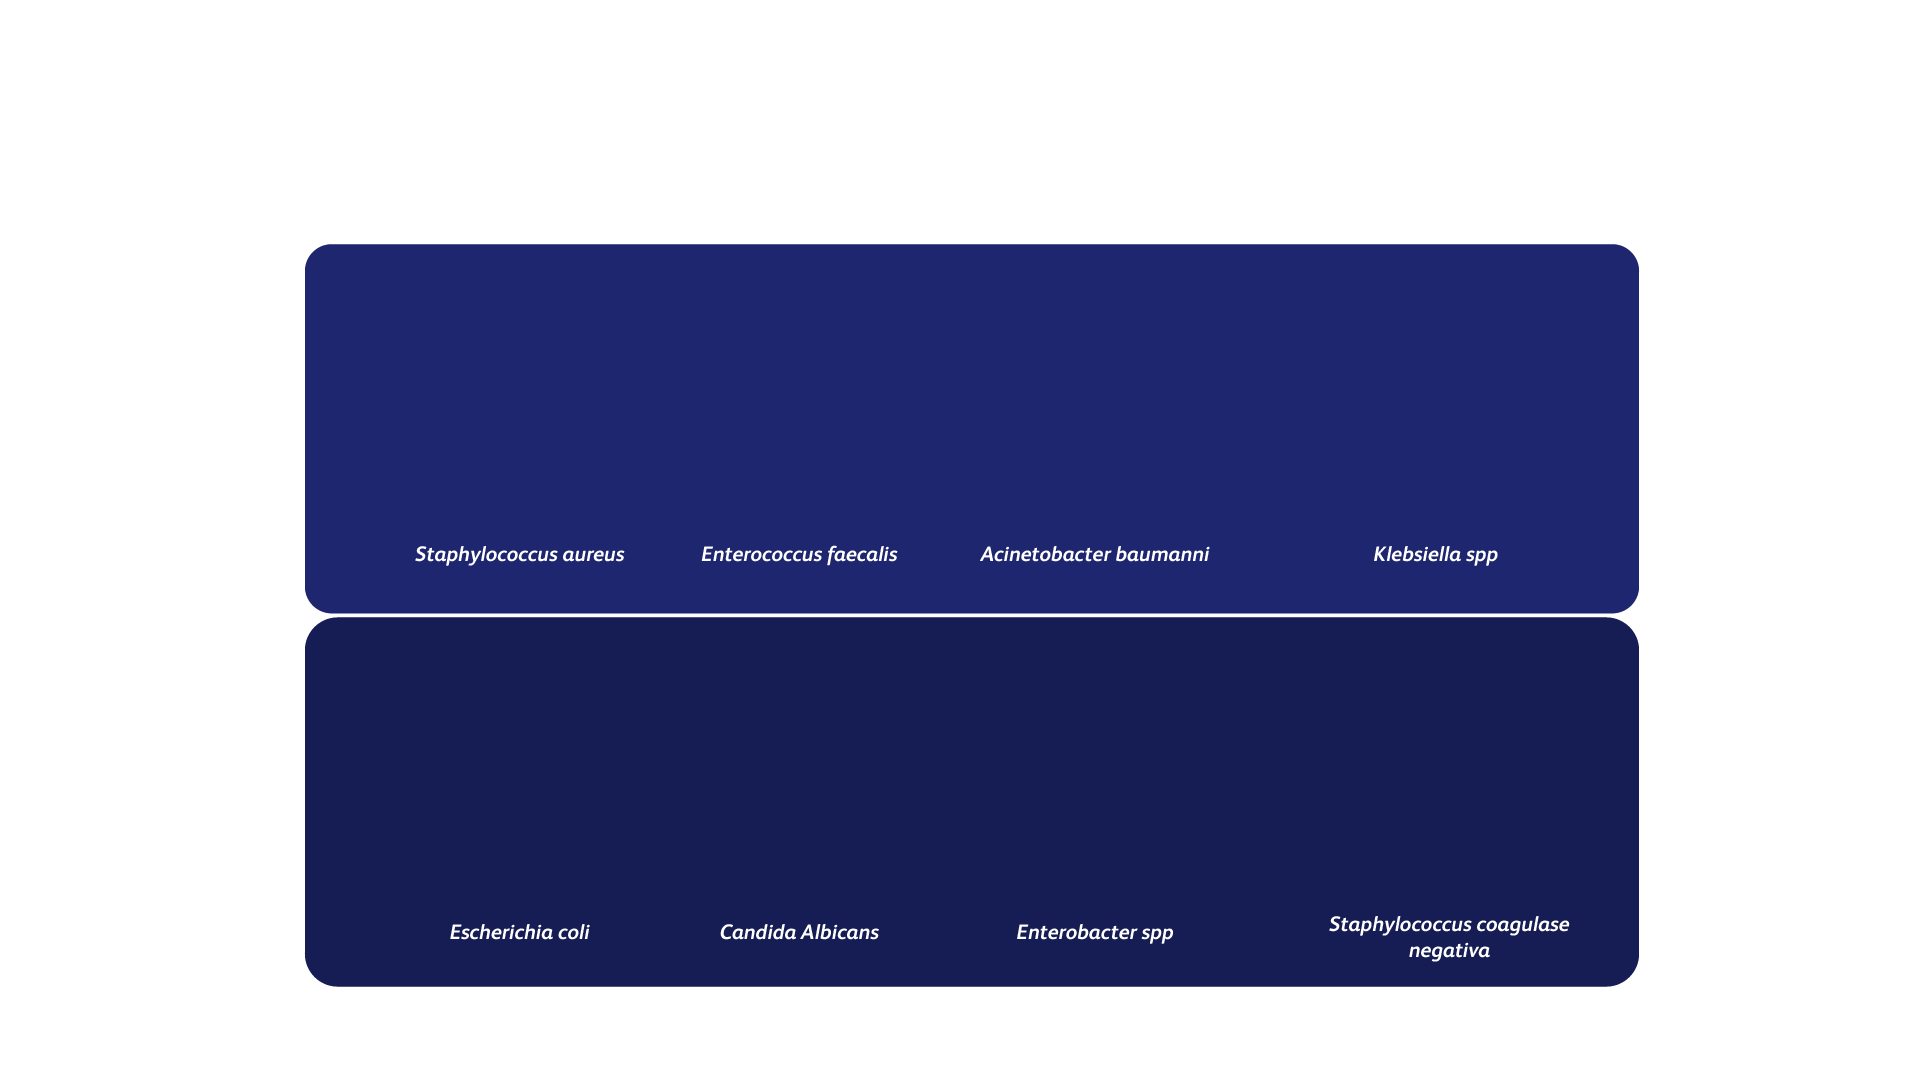 Staphylococcus aureus
Enterococcus faecalis
Acinetobacter baumanni
Klebsiella spp
Escherichia coli
Candida Albicans
Enterobacter spp
Staphylococcus coagulase
negativa